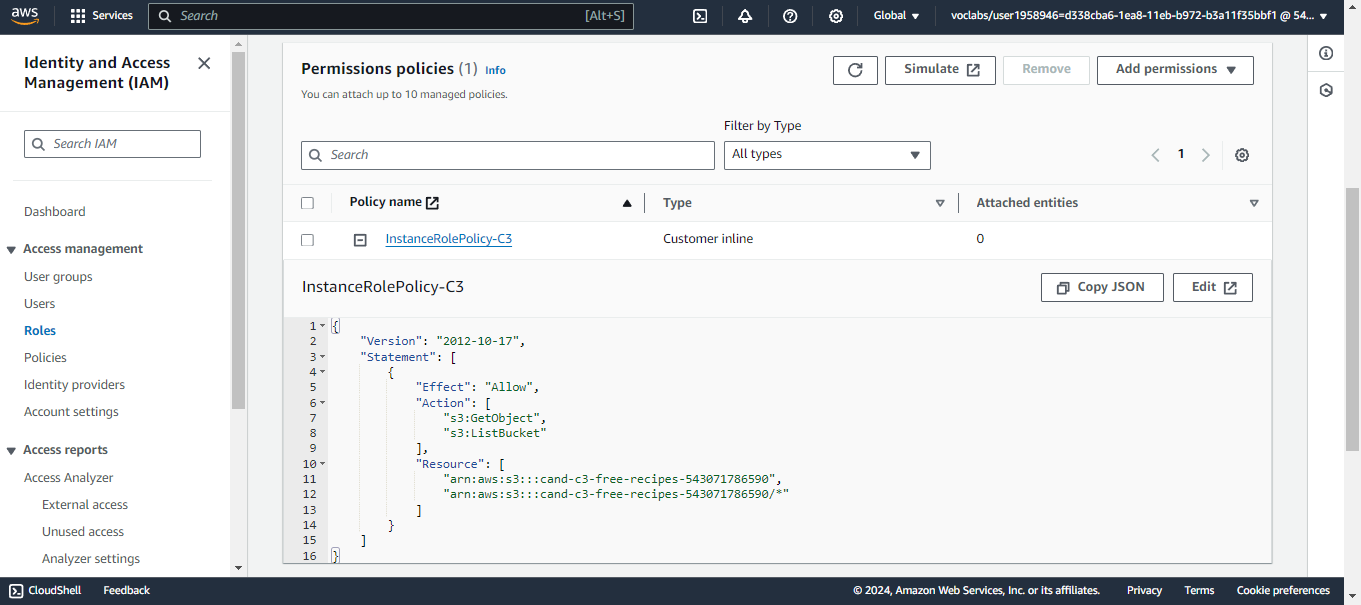 aws
Services
Search
[Alt+S]
Global
voclabs/user1958946=d338cba6-1ea8-11eb-b972-b3a11f35bbf1 @ 54...
Identity and Access
Management (IAM)
Search IAM
Dashboard
Access management
User groups
Users
Roles
Policies
Identity providers
Account settings
Access reports
Access Analyzer
External access
Unused access
Analyzer settings
Permissions policies (1) Info
You can attach up to 10 managed policies.
Simulate
Remove
Add permissions
Filter by Type
Search
All types
1
Policy name
Type
Attached entities
InstanceRolePolicy-C3
Customer inline
0
InstanceRolePolicy-C3
Copy JSON
Edit
1 {
2 "Version": "2012-10-17",
3 "Statement": [
4 {
5 "Effect": "Allow",
6 "Action": [
7 "s3:GetObject",
8 "s3:ListBucket"
9 ],
10 "Resource": [
11 "arn:aws:s3:::cand-c3-free-recipes-543071786590",
12 "arn:aws:s3:::cand-c3-free-recipes-543071786590/*"
13 ]
14 }
15 ]
16 }
CloudShell
Feedback
© 2024, Amazon Web Services, Inc. or its affiliates.
Privacy
Terms
Cookie preferences